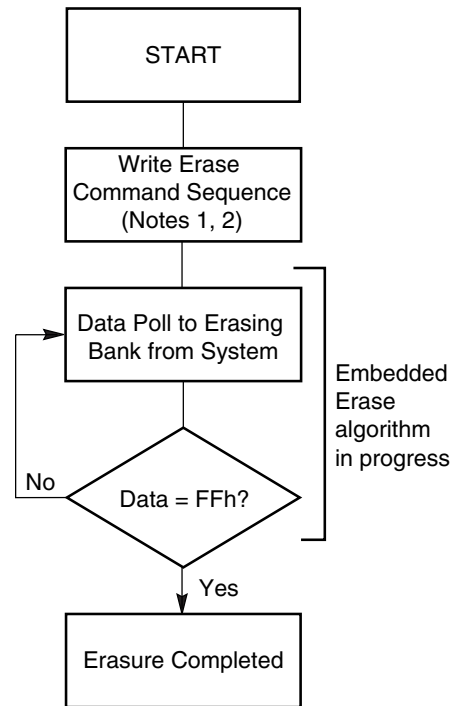 START
Write Erase
Command Sequence
(Notes 1, 2)
Data Poll to Erasing
Bank from System
Embedded
Erase
algorithm
in progress
No
Data = FFh?
Yes
Erasure Completed